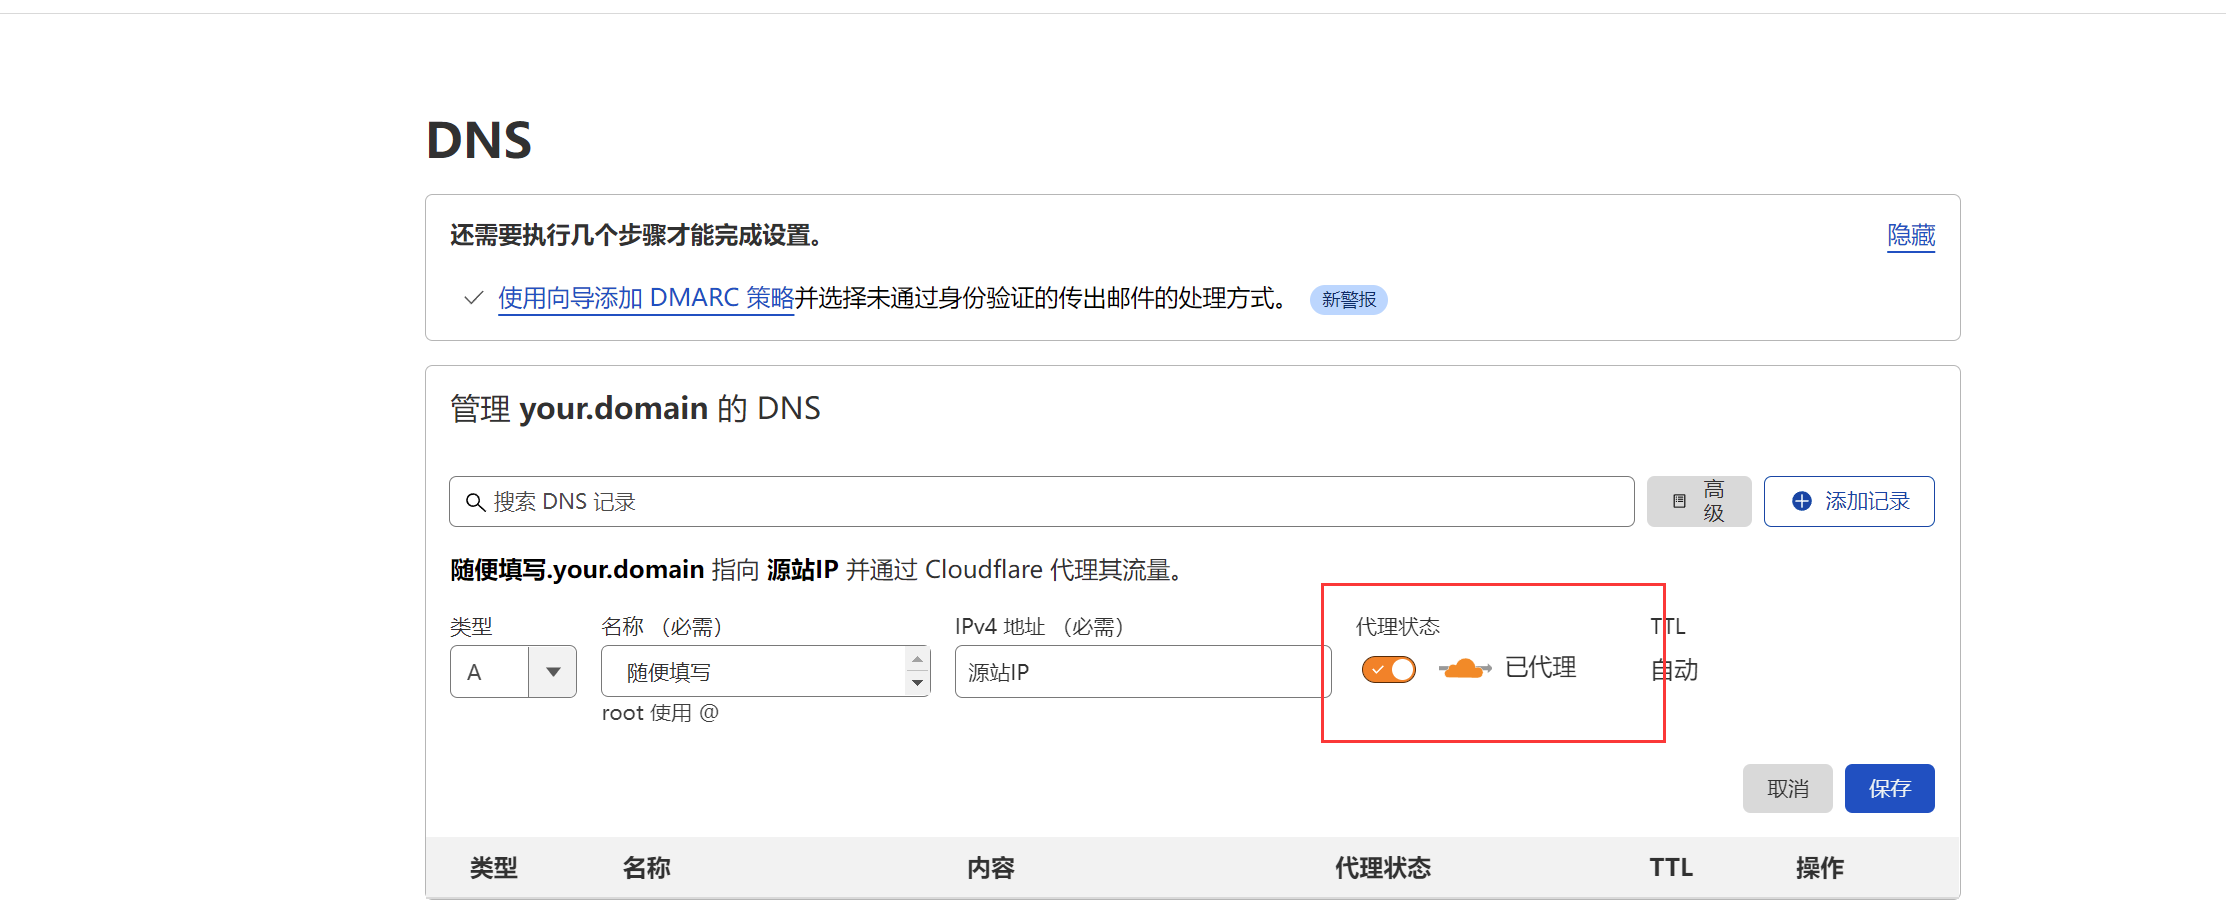 DNS
还需要执行几个步骤才能完成设置。
隐藏
使用向导添加 DMARC 策略并选择未通过身份验证的传出邮件的处理方式。 新警报
管理 your.domain 的 DNS
搜索 DNS 记录
高级
添加记录
随便填写.your.domain 指向 源站IP 并通过 Cloudflare 代理其流量。
类型 名称 （必需） IPv4 地址 （必需） 代理状态 TTL
A 随便填写 源站IP 已代理 自动
root 使用 @
取消 保存
类型 名称 内容 代理状态 TTL 操作